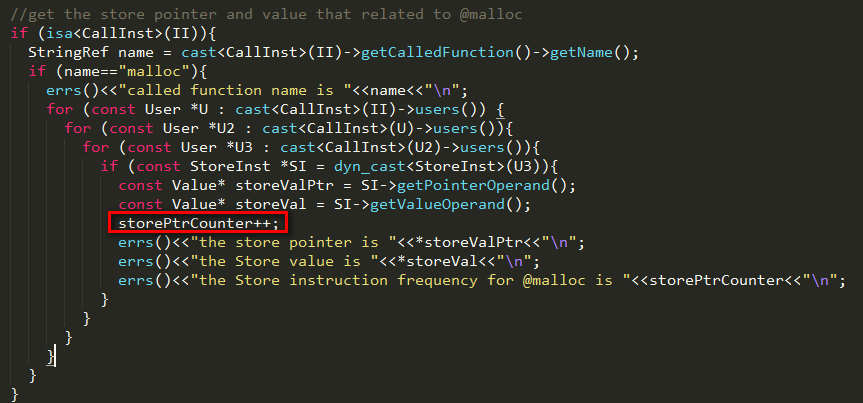 //get the store pointer and value that related to @malloc
if (isa<CallInst>(II)){
StringRef name = cast<CallInst>(II)->getCalledFunction()->getName();
if (name=="malloc"){
errs()<<"called function name is "<<name<<"\n";
for (const User *U : cast<CallInst>(II)->users()) {
for (const User *U2 : cast<CallInst>(U)->users()){
for (const User *U3 : cast<CallInst>(U2)->users()){
if (const StoreInst *SI = dyn_cast<StoreInst>(U3)){
const Value* storeValPtr = SI->getPointerOperand();
const Value* storeVal = SI->getValueOperand();
storePtrCounter++;
errs()<<"the Store pointer is "<<*storeValPtr<<"\n";
errs()<<"the Store value is "<<*storeVal<<"\n";
errs()<<"the Store instruction frequency for @malloc is "<<storePtrCounter<<"\n";
}
}
}
}
}
}